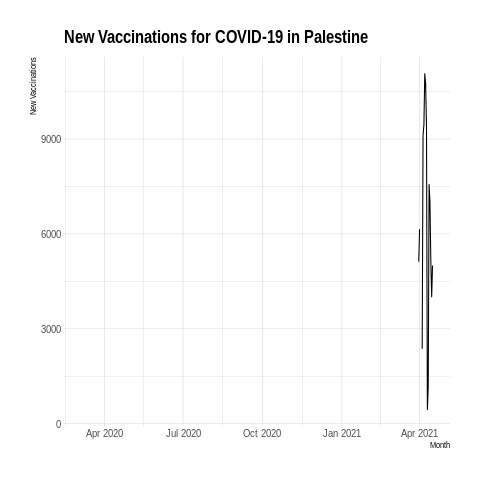 New Vaccinations for COVID-19 in Palestine
New Vaccinations
9000
6000
3000
0
Apr 2020
Jul 2020
Oct 2020
Jan 2021
Apr 2021
Month